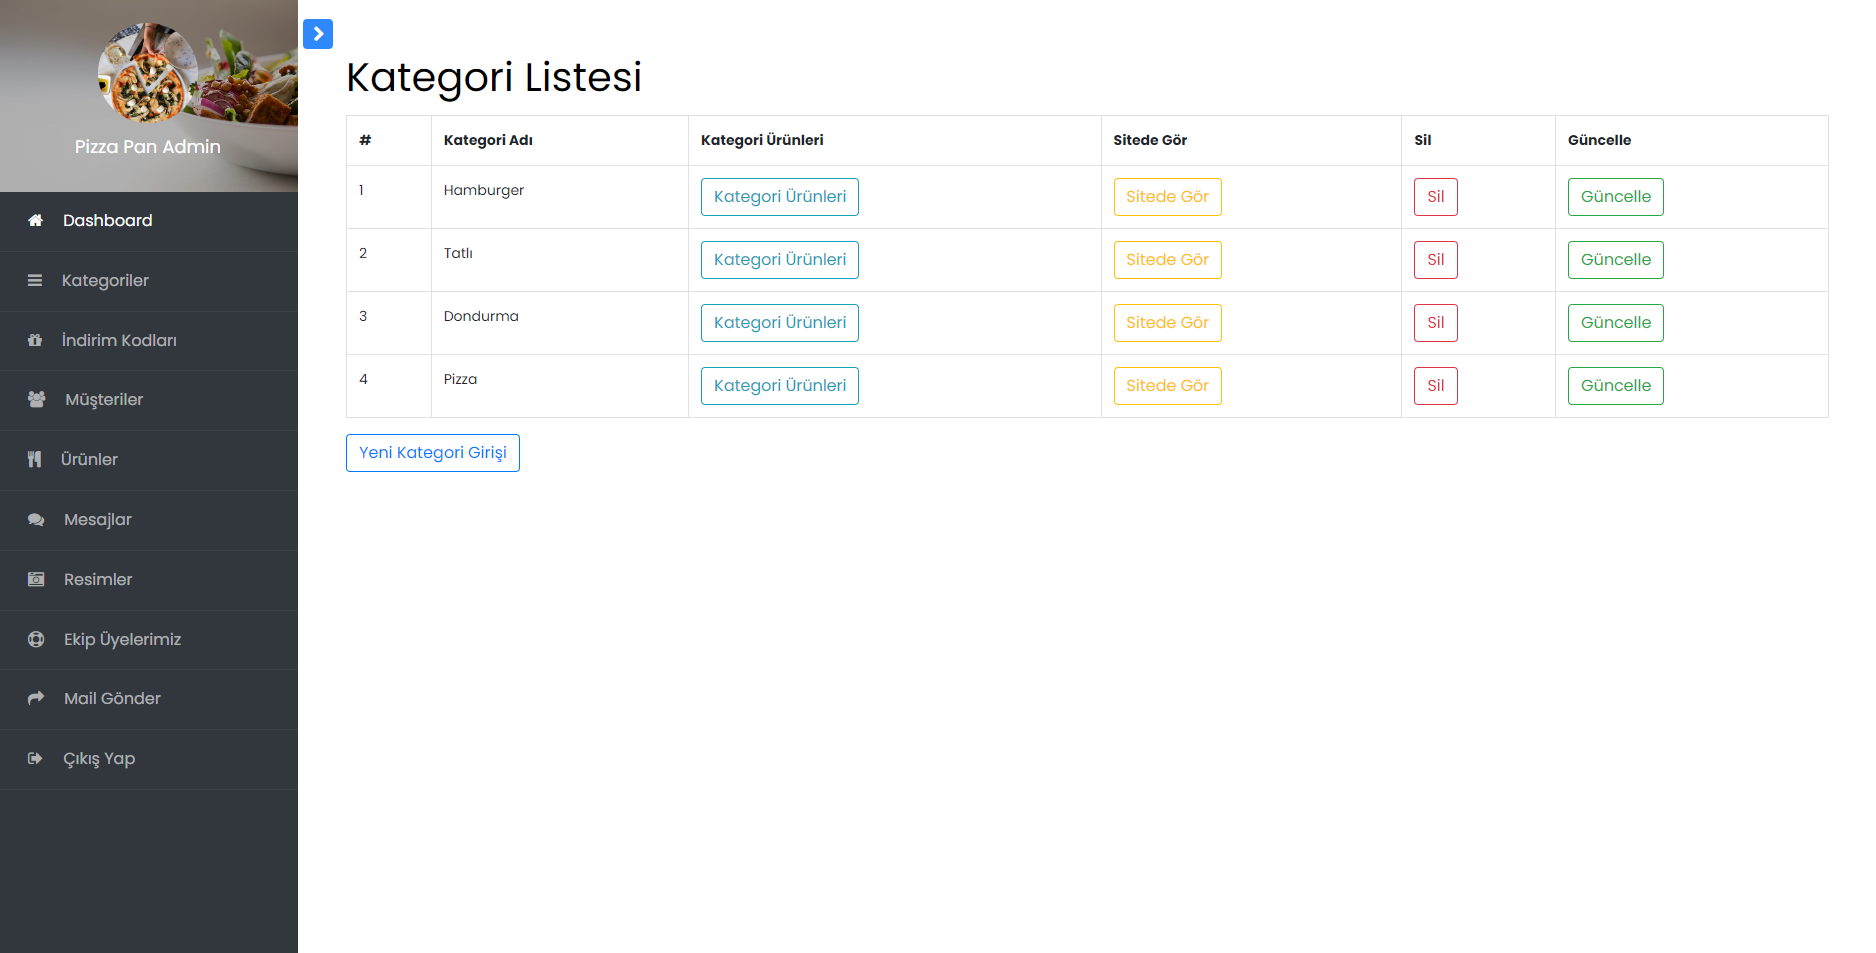 Pizza Pan Admin
Dashboard
Kategoriler
İndirim Kodları
Müşteriler
Ürünler
Mesajlar
Resimler
Ekip Üyelerimiz
Mail Gönder
Çıkış Yap
Kategori Listesi
# Kategori Adı Kategori Ürünleri Sitede Gör Sil Güncelle
1 Hamburger Kategori Ürünleri Sitede Gör Sil Güncelle
2 Tatlı Kategori Ürünleri Sitede Gör Sil Güncelle
3 Dondurma Kategori Ürünleri Sitede Gör Sil Güncelle
4 Pizza Kategori Ürünleri Sitede Gör Sil Güncelle
Yeni Kategori Girişi